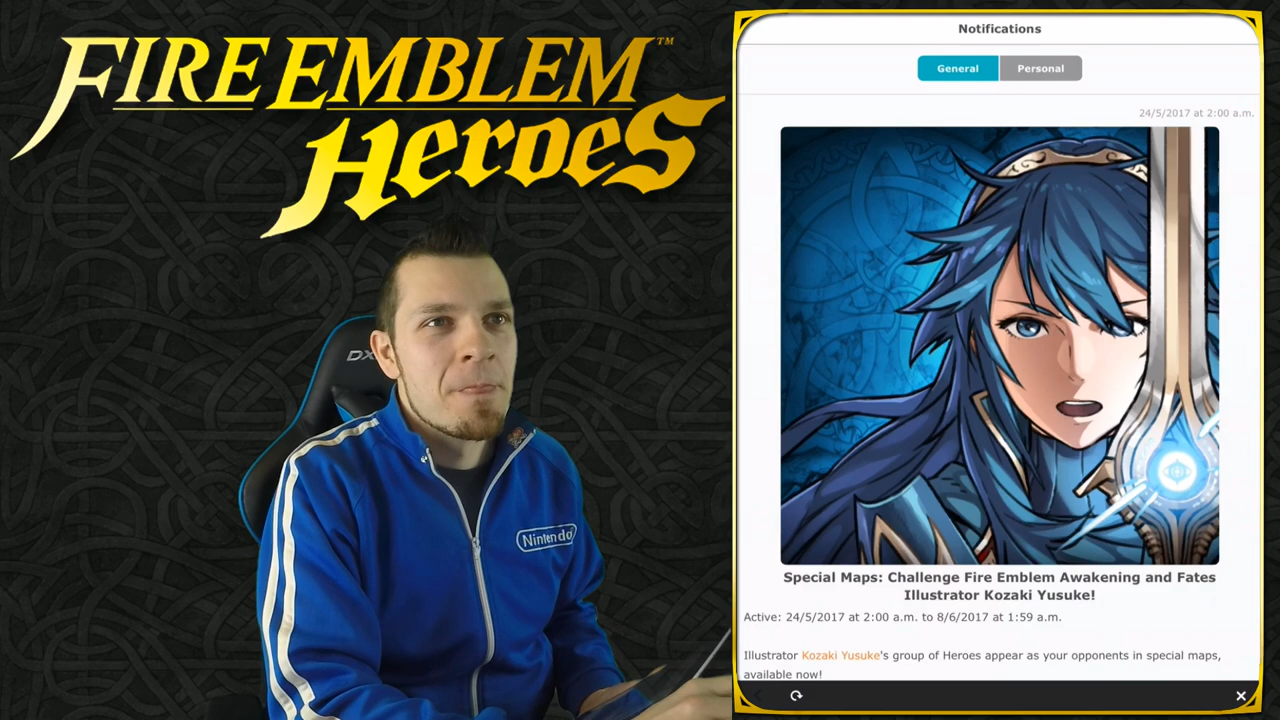 FIRE EMBLEM™
HEROES
DX
Nintendo
Notifications
General
Personal
24/5/2017 at 2:00 a.m.
Special Maps: Challenge Fire Emblem Awakening and Fates
Illustrator Kozaki Yusuke!
Active: 24/5/2017 at 2:00 a.m. to 8/6/2017 at 1:59 a.m.
Illustrator Kozaki Yusuke's group of Heroes appear as your opponents in special maps,
available now!